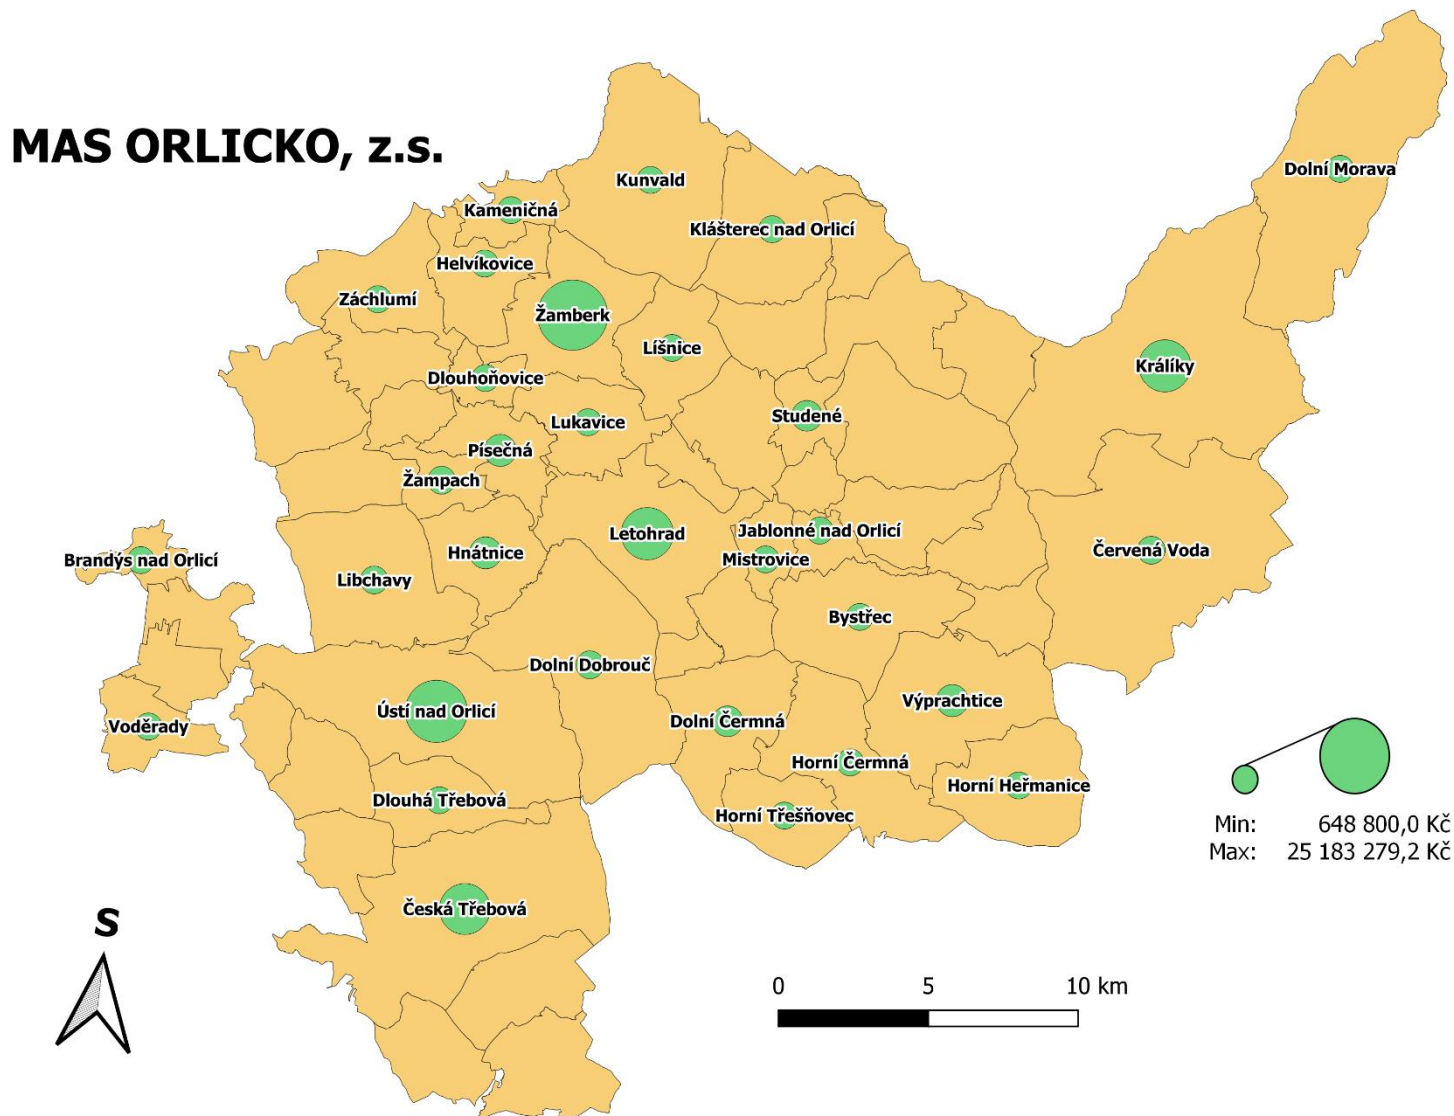 MAS ORLICKO, z.s.
Dolní Morava
Kunvald
Kameničná
Klášterec nad Orlicí
Helvíkovice
Záchlumí
Žamberk
Líšnice
Králíky
Dlouhoňovice
Studené
Lukavice
Písečná
Žampach
Letohrad
Jablonné nad Orlicí
Hnátnice
Červená Voda
Brandýs nad Orlicí
Mistrovice
Libchavy
Bystřec
Dolní Dobrouč
Výprachtice
Ústí nad Orlicí
Dolní Čermná
Voděrady
Horní Čermná
Horní Heřmanice
Dlouhá Třebová
Horní Třešňovec
Min: 648 800,0 Kč
Max: 25 183 279,2 Kč
Česká Třebová
S
0 5 10 km